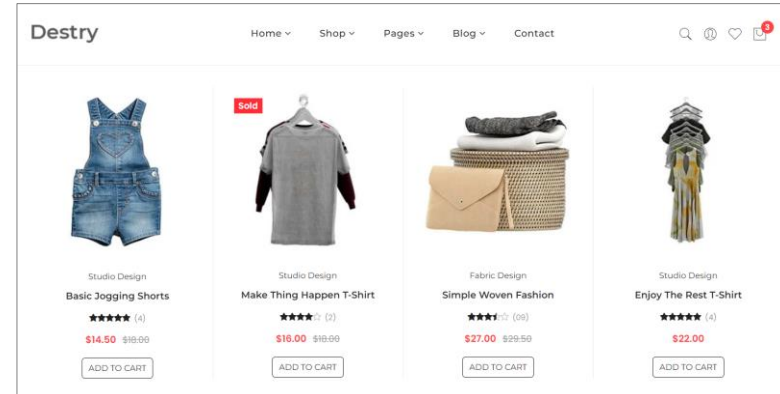 Destry
Home
Shop
Pages
Blog
Contact
3
Sold
Studio Design
Basic Jogging Shorts
(4)
$14.50 $18.00
ADD TO CART
Studio Design
Make Thing Happen T-Shirt
(2)
$16.00 $18.00
ADD TO CART
Fabric Design
Simple Woven Fashion
(08)
$27.00 $29.50
ADD TO CART
Studio Design
Enjoy The Rest T-Shirt
(4)
$22.00
ADD TO CART